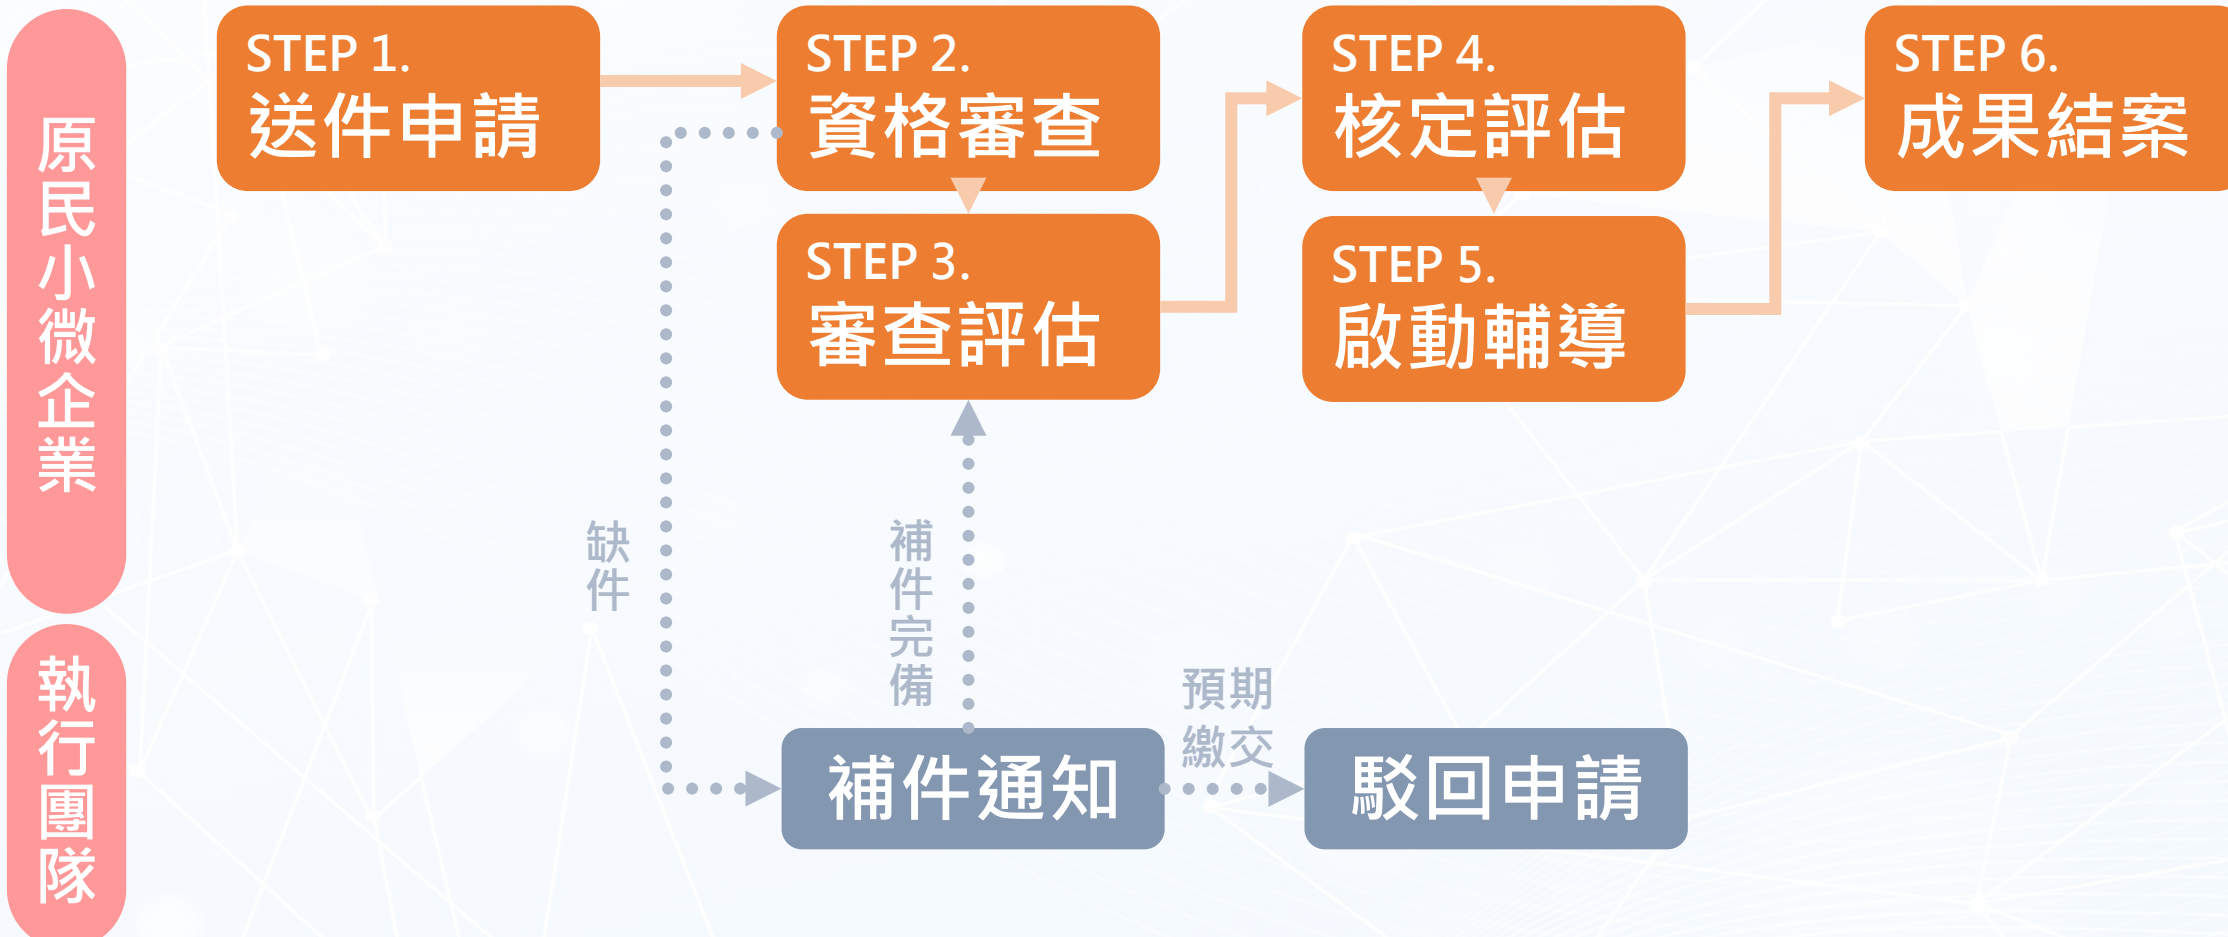 原民小微企業
STEP 1.
送件申請
STEP 2.
資格審查
STEP 3.
審查評估
STEP 4.
核定評估
STEP 5.
啟動輔導
STEP 6.
成果結案
缺件
補件完備
預期
繳交
執行團隊
補件通知
駁回申請